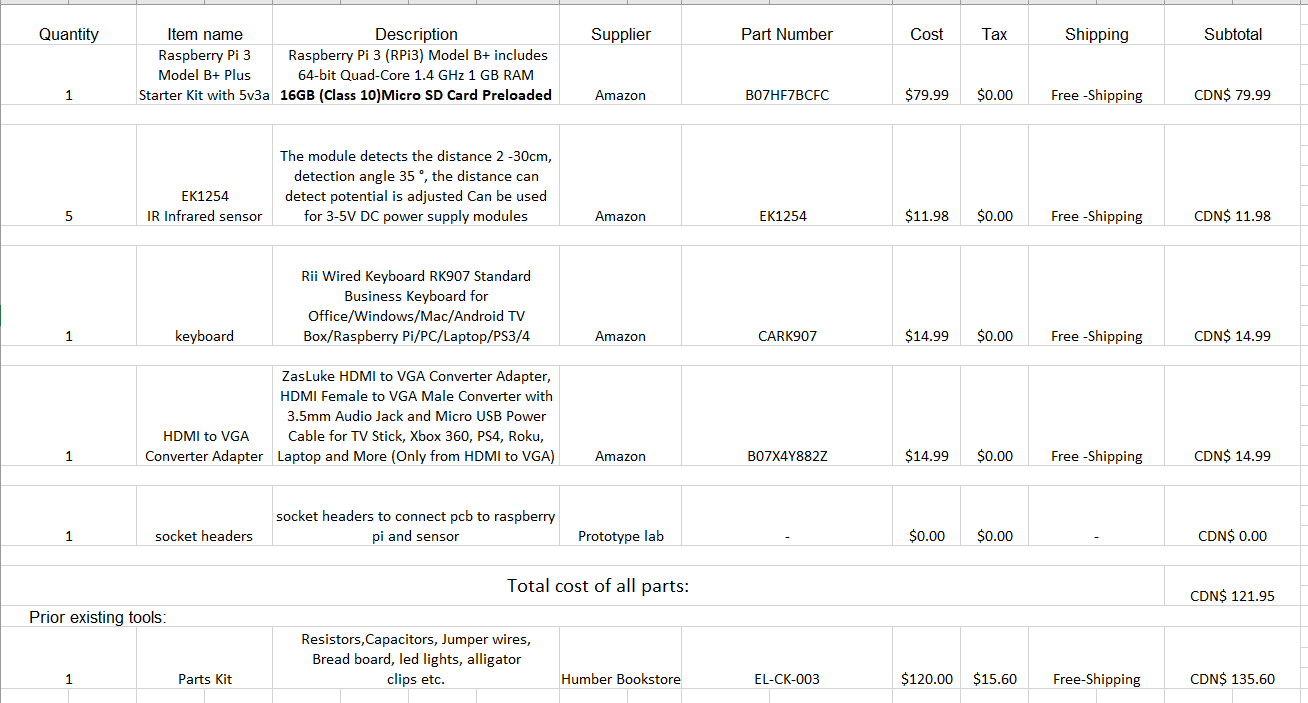 Quantity Item name Description Supplier Part Number Cost Tax Shipping Subtotal
Raspberry Pi 3 Raspberry Pi 3 (RPi3) Model B+ includes
Model B+ Plus 64-bit Quad-Core 1.4 GHz 1 GB RAM
1 Starter Kit with 5v3a 16GB (Class 10)Micro SD Card Preloaded Amazon B07HF7BCFC $79.99 $0.00 Free -Shipping CDN$ 79.99
The module detects the distance 2 -30cm,
detection angle 35 °, the distance can
EK1254 detect potential is adjusted Can be used
5 IR Infrared sensor for 3-5V DC power supply modules Amazon EK1254 $11.98 $0.00 Free -Shipping CDN$ 11.98
Rii Wired Keyboard RK907 Standard
Business Keyboard for
Office/Windows/Mac/Android TV
1 keyboard Box/Raspberry Pi/PC/Laptop/PS3/4 Amazon CARK907 $14.99 $0.00 Free -Shipping CDN$ 14.99
ZasLuke HDMI to VGA Converter Adapter,
HDMI Female to VGA Male Converter with
3.5mm Audio Jack and Micro USB Power
HDMI to VGA Cable for TV Stick, Xbox 360, PS4, Roku,
1 Converter Adapter Laptop and More (Only from HDMI to VGA) Amazon B07X4Y882Z $14.99 $0.00 Free -Shipping CDN$ 14.99
socket headers to connect pcb to raspberry
1 socket headers pi and sensor Prototype lab - $0.00 $0.00 - CDN$ 0.00
Total cost of all parts:
CDN$ 121.95
Prior existing tools:
Resistors,Capacitors, Jumper wires,
Bread board, led lights, alligator
1 Parts Kit clips etc. Humber Bookstore EL-CK-003 $120.00 $15.60 Free-Shipping CDN$ 135.60